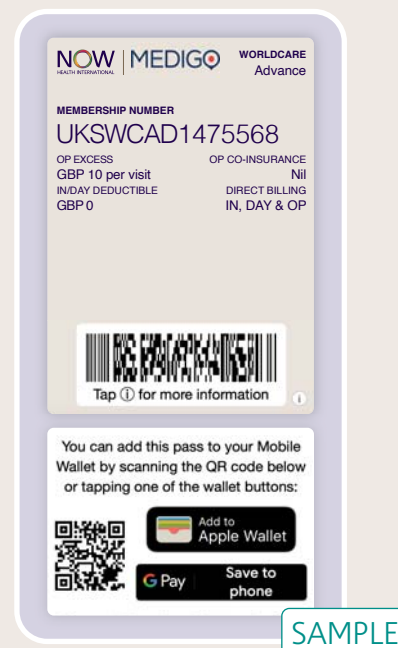 NOW | MEDIGO WORLDCARE
HEALTH INTERNATIONAL Advance
MEMBERSHIP NUMBER
UKSWCAD1475568
OP EXCESS OP CO-INSURANCE
GBP 10 per visit Nil
IN/DAY DEDUCTIBLE DIRECT BILLING
GBP 0 IN, DAY & OP
Tap ⓘ for more information
You can add this pass to your Mobile
Wallet by scanning the QR code below
or tapping one of the wallet buttons:
Add to
Apple Wallet
G Pay Save to
phone
SAMPLE